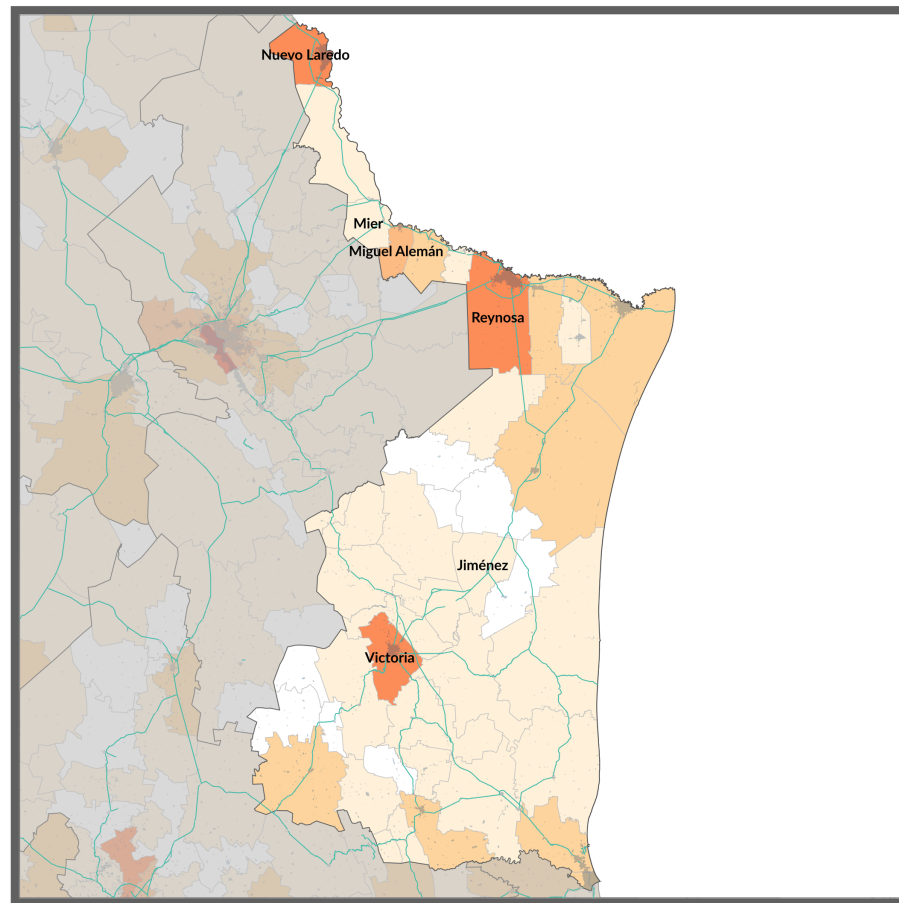 Nuevo Laredo
Mier
Miguel Alemán
Reynosa
Jiménez
Victoria